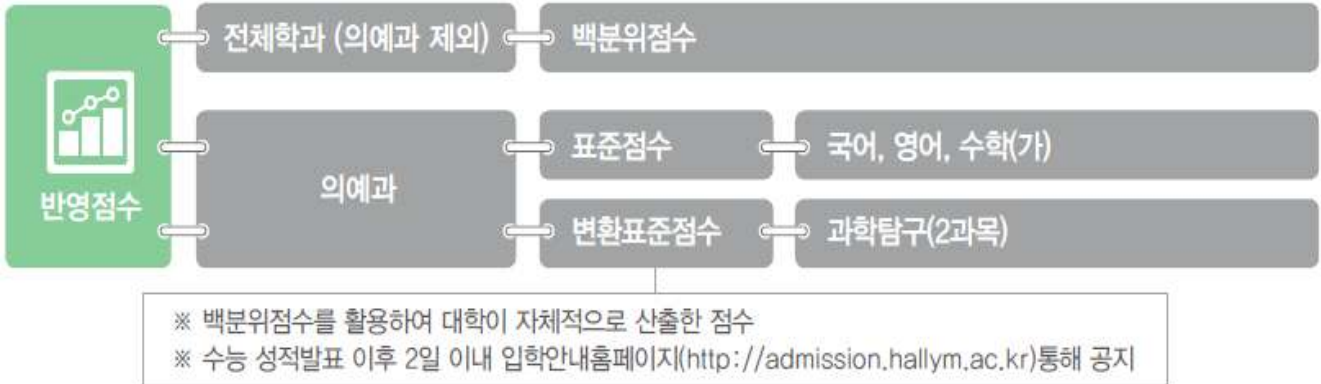 반영점수
전체학과 (의예과 제외)
백분위점수
의예과
표준점수
국어, 영어, 수학(가)
변환표준점수
과학탐구(2과목)
※ 백분위점수를 활용하여 대학이 자체적으로 산출한 점수
※ 수능 성적발표 이후 2일 이내 입학안내홈페이지(http://admission.hallym.ac.kr)통해 공지